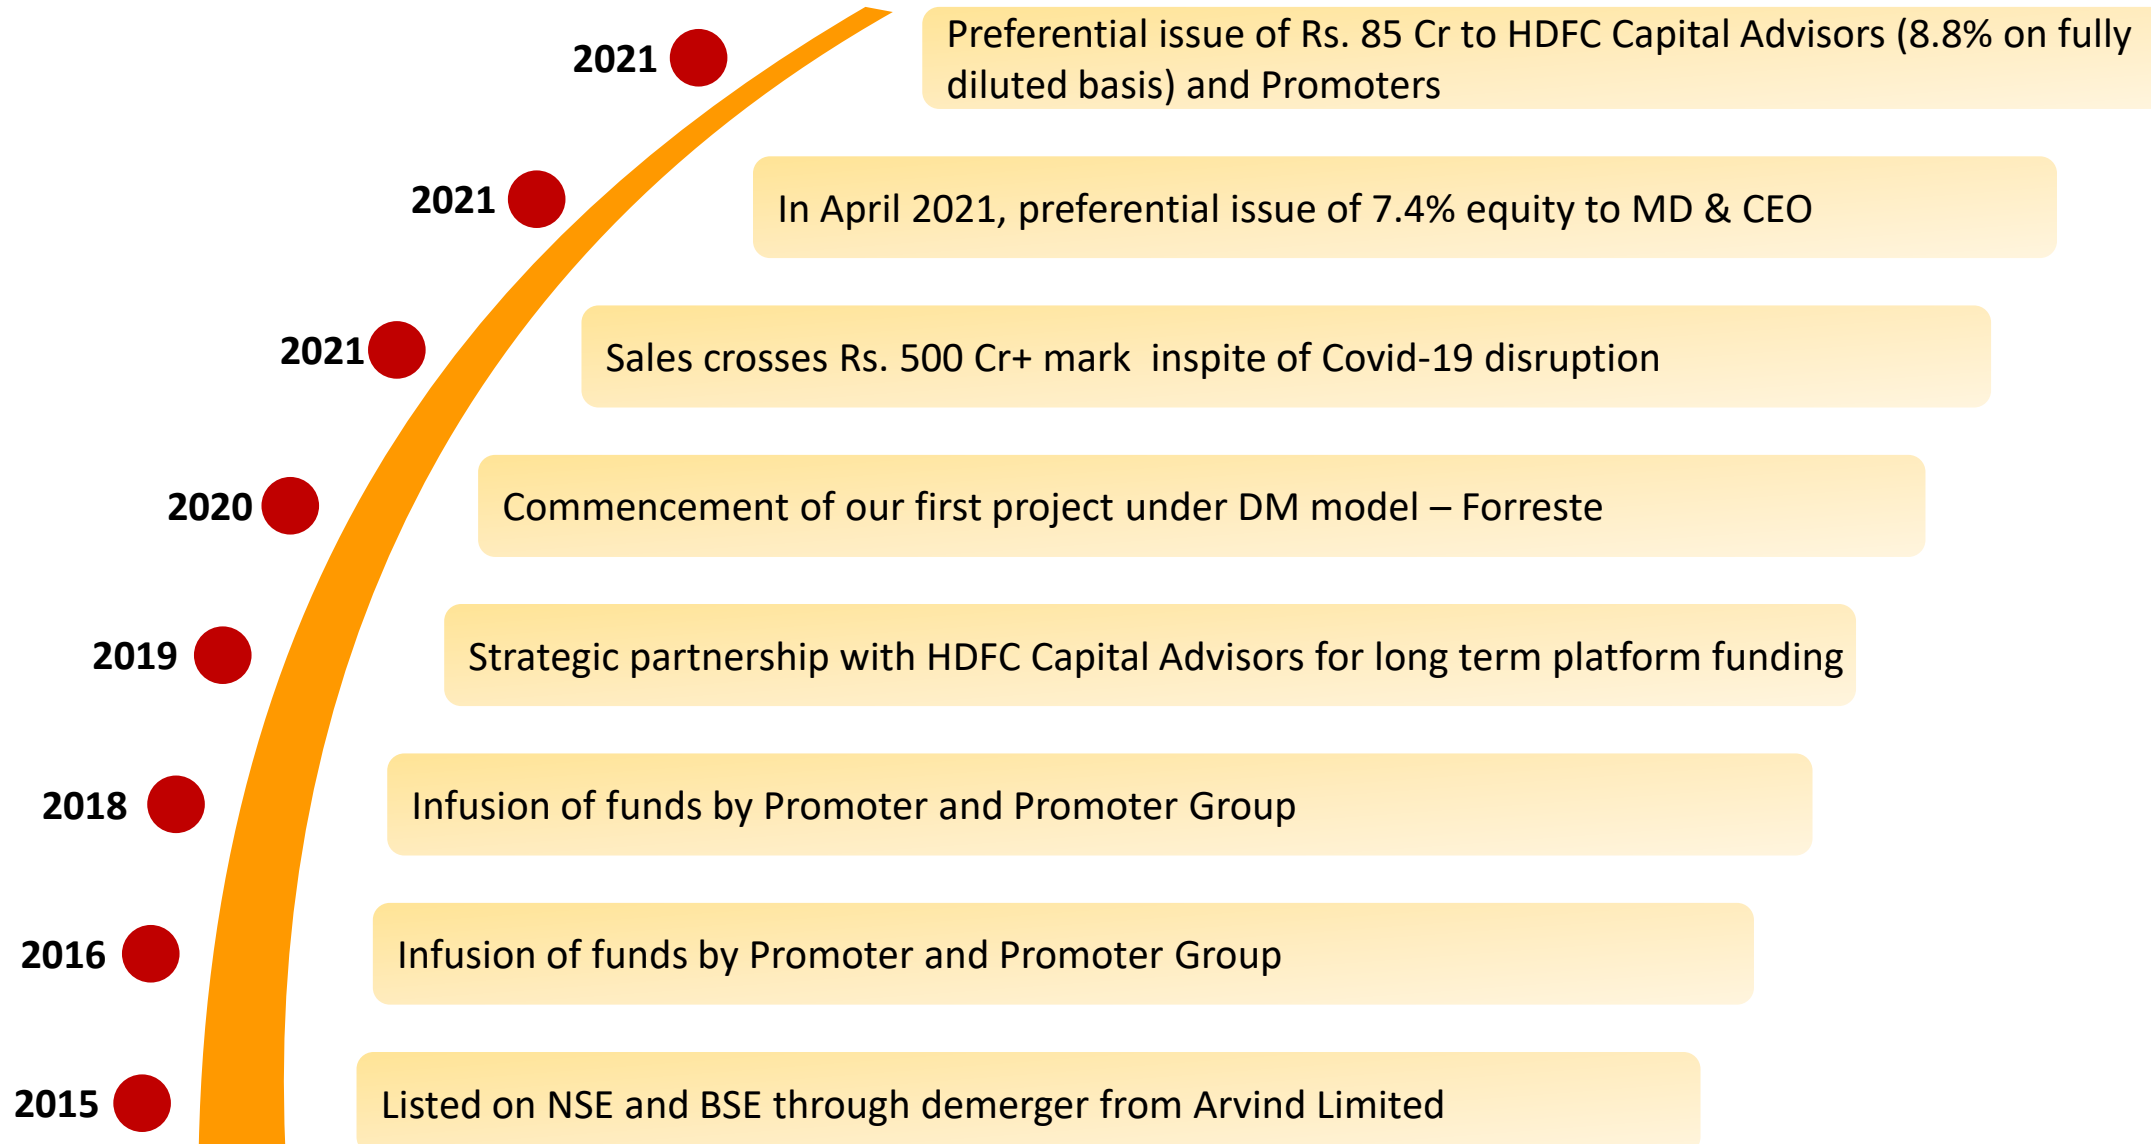 2021
Preferential issue of Rs. 85 Cr to HDFC Capital Advisors (8.8% on fully
diluted basis) and Promoters
2021
In April 2021, preferential issue of 7.4% equity to MD & CEO
2021
Sales crosses Rs. 500 Cr+ mark  inspite of Covid-19 disruption
2020
Commencement of our first project under DM model – Forreste
2019
Strategic partnership with HDFC Capital Advisors for long term platform funding
2018
Infusion of funds by Promoter and Promoter Group
2016
Infusion of funds by Promoter and Promoter Group
2015
Listed on NSE and BSE through demerger from Arvind Limited